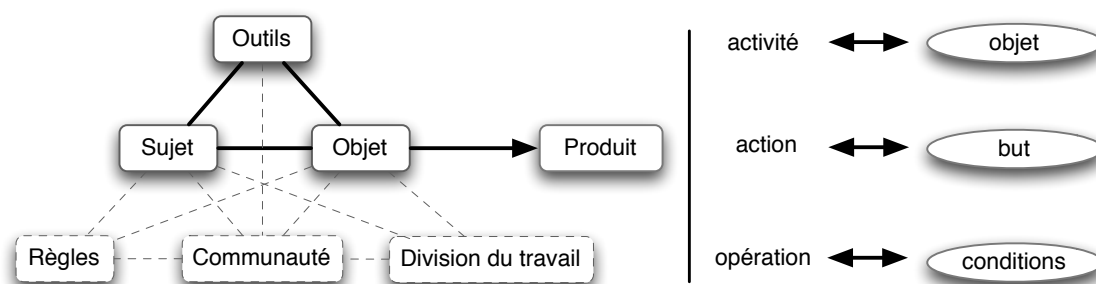 Outils
Sujet
Objet
Produit
Règles
Communauté
Division du travail
activité
objet
action
but
opération
conditions